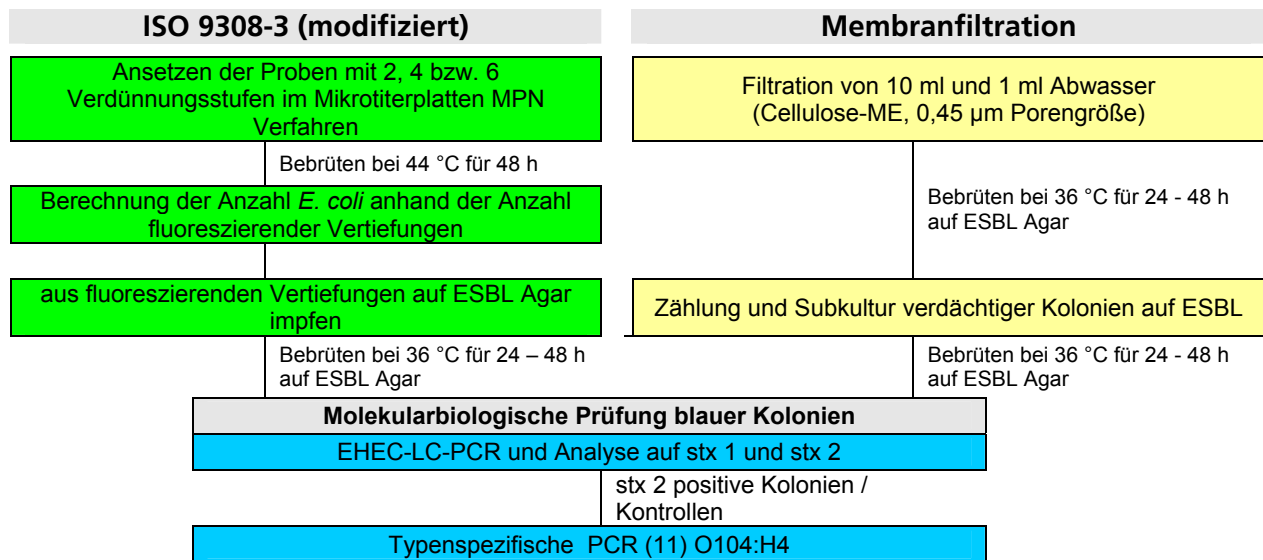 ISO 9308-3 (modifiziert)
Ansetzen der Proben mit 2, 4 bzw. 6
Verdünnungsstufen im Mikrotiterplatten MPN
Verfahren
Bebrüten bei 44 °C für 48 h
Berechnung der Anzahl E. coli anhand der Anzahl
fluoreszierender Vertiefungen
aus fluoreszierenden Vertiefungen auf ESBL Agar
impfen
Bebrüten bei 36 °C für 24 – 48 h
auf ESBL Agar
Membranfiltration
Filtration von 10 ml und 1 ml Abwasser
(Cellulose-ME, 0,45 µm Porengröße)
Bebrüten bei 36 °C für 24 - 48 h
auf ESBL Agar
Zählung und Subkultur verdächtiger Kolonien auf ESBL
Bebrüten bei 36 °C für 24 - 48 h
auf ESBL Agar
Molekularbiologische Prüfung blauer Kolonien
EHEC-LC-PCR und Analyse auf stx 1 und stx 2
stx 2 positive Kolonien /
Kontrollen
Typenspezifische PCR (11) O104:H4